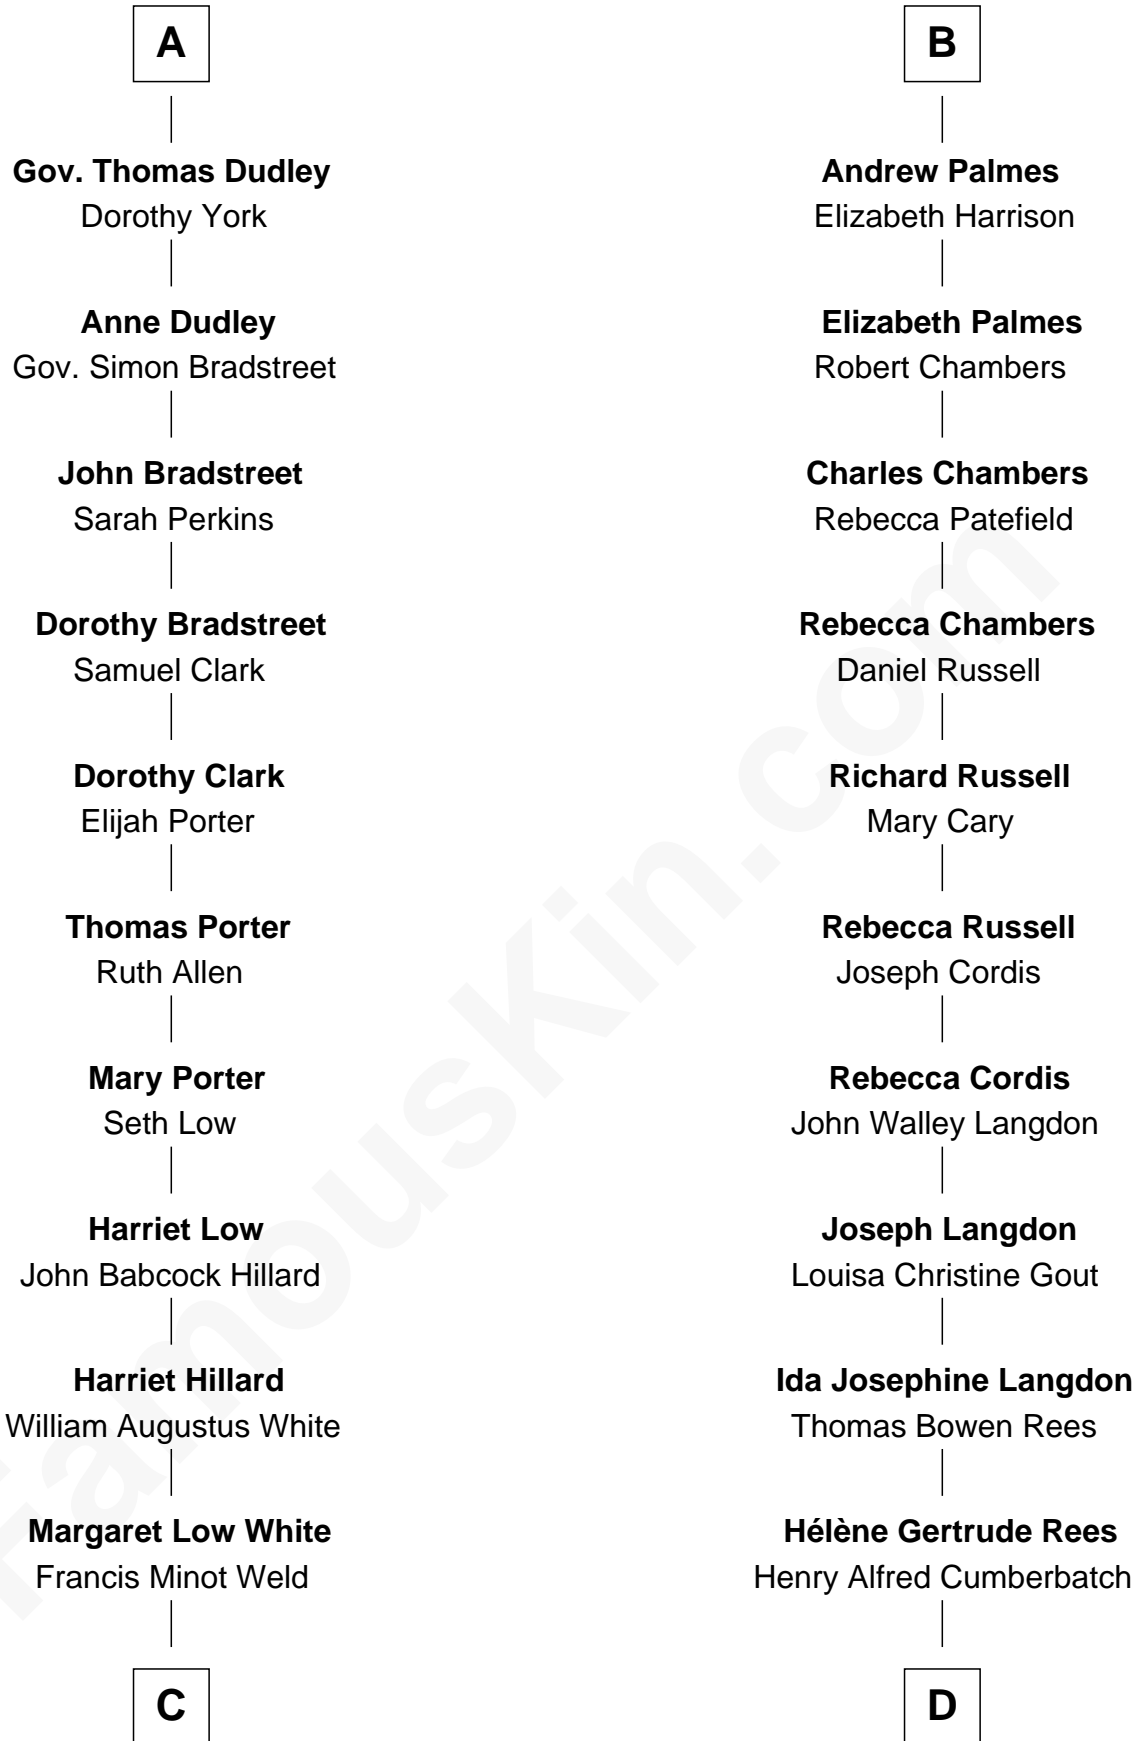 A
Gov. Thomas Dudley
Dorothy York
Anne Dudley
Gov. Simon Bradstreet
John Bradstreet
Sarah Perkins
Dorothy Bradstreet
Samuel Clark
Dorothy Clark
Elijah Porter
Thomas Porter
Ruth Allen
Mary Porter
Seth Low
Harriet Low
John Babcock Hillard
Harriet Hillard
William Augustus White
Margaret Low White
Francis Minot Weld
C
B
Andrew Palmes
Elizabeth Harrison
Elizabeth Palmes
Robert Chambers
Charles Chambers
Rebecca Patefield
Rebecca Chambers
Daniel Russell
Richard Russell
Mary Cary
Rebecca Russell
Joseph Cordis
Rebecca Cordis
John Walley Langdon
Joseph Langdon
Louisa Christine Gout
Ida Josephine Langdon
Thomas Bowen Rees
Hélène Gertrude Rees
Henry Alfred Cumberbatch
D
FamousKin.com